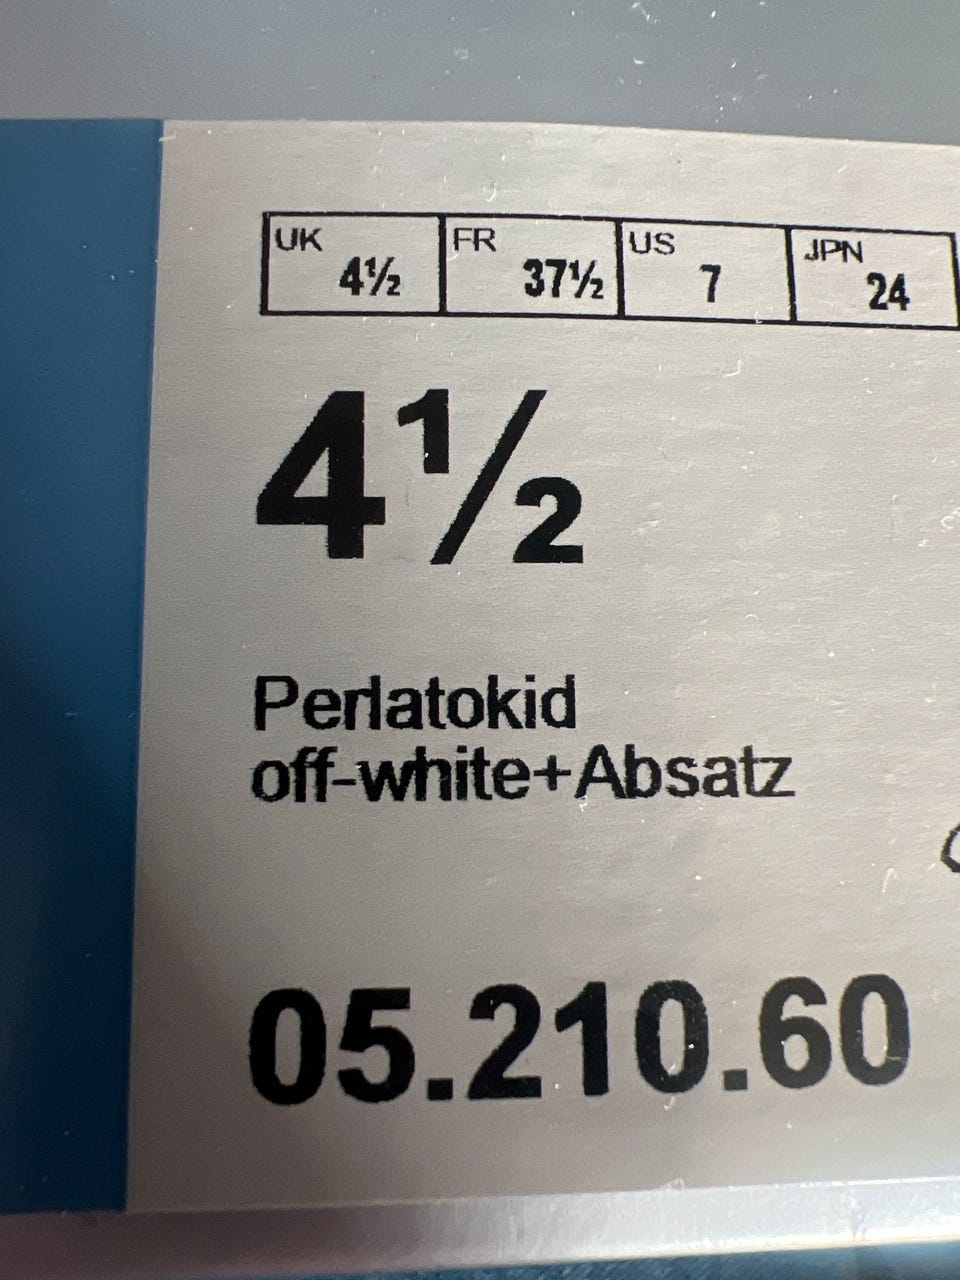 UK 4½ FR 37½ US 7 JPN 24
4½
Perlatokid
off-white+Absatz
05.210.60